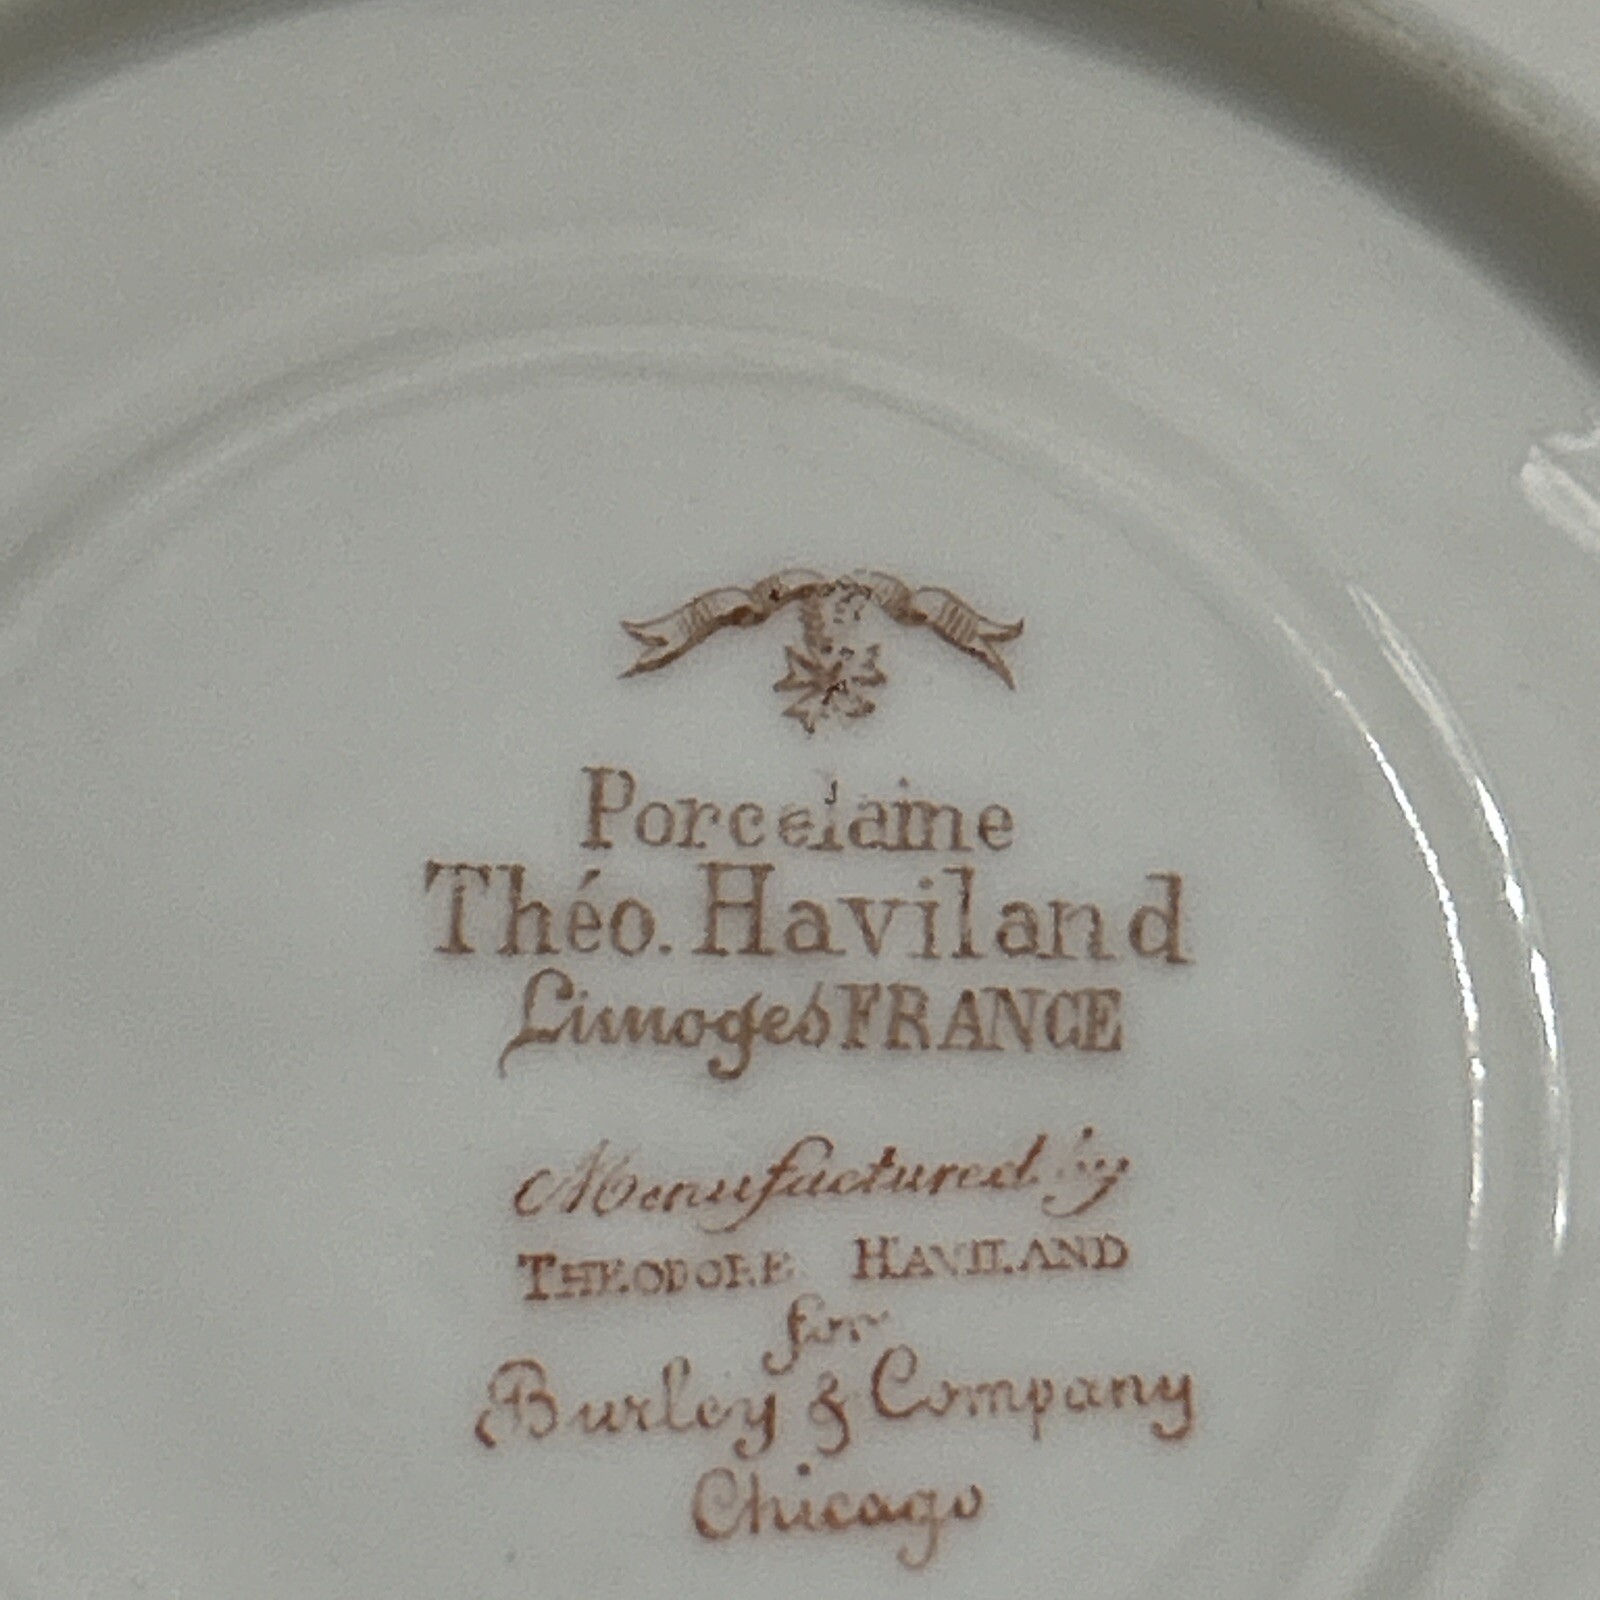 Porcelaine
Théo. Haviland
Limoges FRANCE
Manufactured by
THEODORE HAVILAND
for
Burley & Company
Chicago